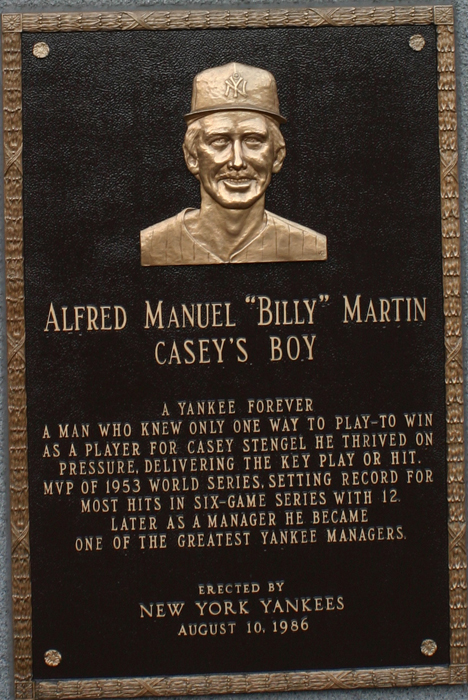 NY
ALFRED MANUEL "BILLY" MARTIN
CASEY'S BOY
A YANKEE FOREVER
A MAN WHO KNEW ONLY ONE WAY TO PLAY-TO WIN
AS A PLAYER FOR CASEY STENGEL HE THRIVED ON
PRESSURE, DELIVERING THE KEY PLAY OR HIT.
MVP OF 1953 WORLD SERIES, SETTING RECORD FOR
MOST HITS IN SIX-GAME SERIES WITH 12.
LATER AS A MANAGER HE BECAME
ONE OF THE GREATEST YANKEE MANAGERS.
ERECTED BY
NEW YORK YANKEES
AUGUST 10, 1986